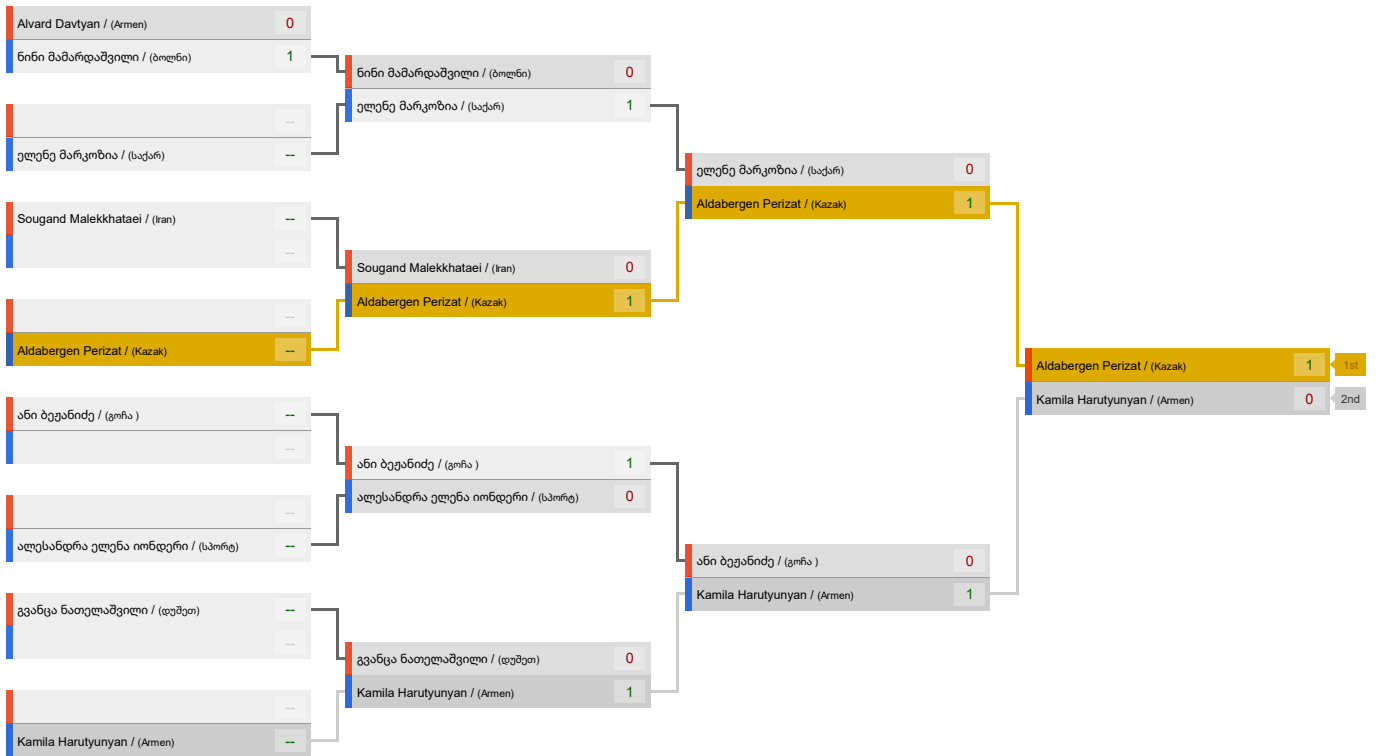 Alvard Davtyan / (Armen) 0
ნინი მამარდაშვილი / (ბოლნი) 1
--
ელენე მარკოზია / (საქარ) --
Sougand Malekkhataei / (Iran) --
--
--
Aldabergen Perizat / (Kazak) --
ანი ბეჟანიძე / (გოჩა ) --
--
--
ალესანდრა ელენა იონდერი / (სპორტ) --
გვანცა ნათელაშვილი / (დუშეთ) --
--
--
Kamila Harutyunyan / (Armen) --
ნინი მამარდაშვილი / (ბოლნი) 0
ელენე მარკოზია / (საქარ) 1
Sougand Malekkhataei / (Iran) 0
Aldabergen Perizat / (Kazak) 1
ანი ბეჟანიძე / (გოჩა ) 1
ალესანდრა ელენა იონდერი / (სპორტ) 0
გვანცა ნათელაშვილი / (დუშეთ) 0
Kamila Harutyunyan / (Armen) 1
ელენე მარკოზია / (საქარ) 0
Aldabergen Perizat / (Kazak) 1
ანი ბეჟანიძე / (გოჩა ) 0
Kamila Harutyunyan / (Armen) 1
Aldabergen Perizat / (Kazak) 1 1st
Kamila Harutyunyan / (Armen) 0 2nd